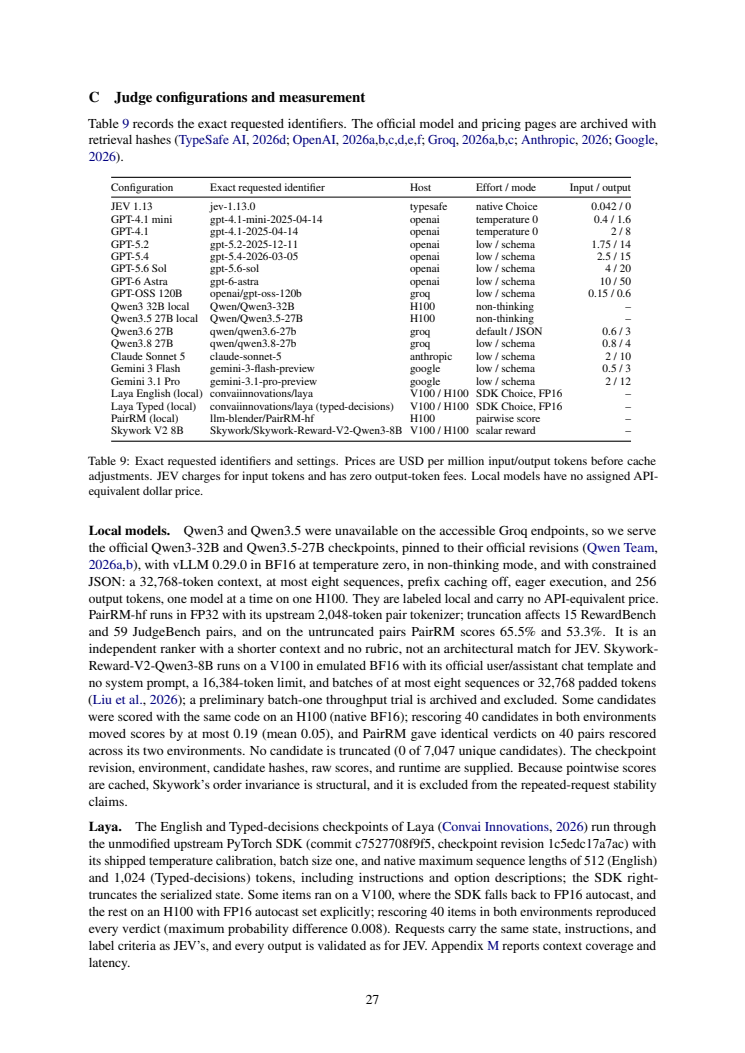 C Judge configurations and measurement
Table 9 records the exact requested identifiers. The official model and pricing pages are archived with
retrieval hashes (TypeSafe AI, 2026d; OpenAI, 2026a,b,c,d,e,f; Groq, 2026a,b,c; Anthropic, 2026; Google,
2026).
Configuration Exact requested identifier Host Effort / mode Input / output
JEV 1.13 jev-1.13.0 typesafe native Choice 0.042 / 0
GPT-4.1 mini gpt-4.1-mini-2025-04-14 openai temperature 0 0.4 / 1.6
GPT-4.1 gpt-4.1-2025-04-14 openai temperature 0 2 / 8
GPT-5.2 gpt-5.2-2025-12-11 openai low / schema 1.75 / 14
GPT-5.4 gpt-5.4-2026-03-05 openai low / schema 2.5 / 15
GPT-5.6 Sol gpt-5.6-sol openai low / schema 4 / 20
GPT-6 Astra gpt-6-astra openai low / schema 10 / 50
GPT-OSS 120B openai/gpt-oss-120b groq low / schema 0.15 / 0.6
Qwen3 32B local Qwen/Qwen3-32B H100 non-thinking –
Qwen3.5 27B local Qwen/Qwen3.5-27B H100 non-thinking –
Qwen3.6 27B qwen/qwen3.6-27b groq default / JSON 0.6 / 3
Qwen3.8 27B qwen/qwen3.8-27b groq low / schema 0.8 / 4
Claude Sonnet 5 claude-sonnet-5 anthropic low / schema 2 / 10
Gemini 3 Flash gemini-3-flash-preview google low / schema 0.5 / 3
Gemini 3.1 Pro gemini-3.1-pro-preview google low / schema 2 / 12
Laya English (local) convaiinnovations/laya V100 / H100 SDK Choice, FP16 –
Laya Typed (local) convaiinnovations/laya (typed-decisions) V100 / H100 SDK Choice, FP16 –
PairRM (local) llm-blender/PairRM-hf H100 pairwise score –
Skywork V2 8B Skywork/Skywork-Reward-V2-Qwen3-8B V100 / H100 scalar reward –
Table 9: Exact requested identifiers and settings. Prices are USD per million input/output tokens before cache
adjustments. JEV charges for input tokens and has zero output-token fees. Local models have no assigned API-
equivalent dollar price.
Local models. Qwen3 and Qwen3.5 were unavailable on the accessible Groq endpoints, so we serve
the official Qwen3-32B and Qwen3.5-27B checkpoints, pinned to their official revisions (Qwen Team,
2026a,b), with vLLM 0.29.0 in BF16 at temperature zero, in non-thinking mode, and with constrained
JSON: a 32,768-token context, at most eight sequences, prefix caching off, eager execution, and 256
output tokens, one model at a time on one H100. They are labeled local and carry no API-equivalent price.
PairRM-hf runs in FP32 with its upstream 2,048-token pair tokenizer; truncation affects 15 RewardBench
and 59 JudgeBench pairs, and on the untruncated pairs PairRM scores 65.5% and 53.3%. It is an
independent ranker with a shorter context and no rubric, not an architectural match for JEV. Skywork-
Reward-V2-Qwen3-8B runs on a V100 in emulated BF16 with its official user/assistant chat template and
no system prompt, a 16,384-token limit, and batches of at most eight sequences or 32,768 padded tokens
(Liu et al., 2026); a preliminary batch-one throughput trial is archived and excluded. Some candidates
were scored with the same code on an H100 (native BF16); rescoring 40 candidates in both environments
moved scores by at most 0.19 (mean 0.05), and PairRM gave identical verdicts on 40 pairs rescored
across its two environments. No candidate is truncated (0 of 7,047 unique candidates). The checkpoint
revision, environment, candidate hashes, raw scores, and runtime are supplied. Because pointwise scores
are cached, Skywork's order invariance is structural, and it is excluded from the repeated-request stability
claims.
Laya. The English and Typed-decisions checkpoints of Laya (Convai Innovations, 2026) run through
the unmodified upstream PyTorch SDK (commit c7527708f9f5, checkpoint revision 1c5edc17a7ac) with
its shipped temperature calibration, batch size one, and native maximum sequence lengths of 512 (English)
and 1,024 (Typed-decisions) tokens, including instructions and option descriptions; the SDK right-
truncates the serialized state. Some items ran on a V100, where the SDK falls back to FP16 autocast, and
the rest on an H100 with FP16 autocast set explicitly; rescoring 40 items in both environments reproduced
every verdict (maximum probability difference 0.008). Requests carry the same state, instructions, and
label criteria as JEV's, and every output is validated as for JEV. Appendix M reports context coverage and
latency.
27